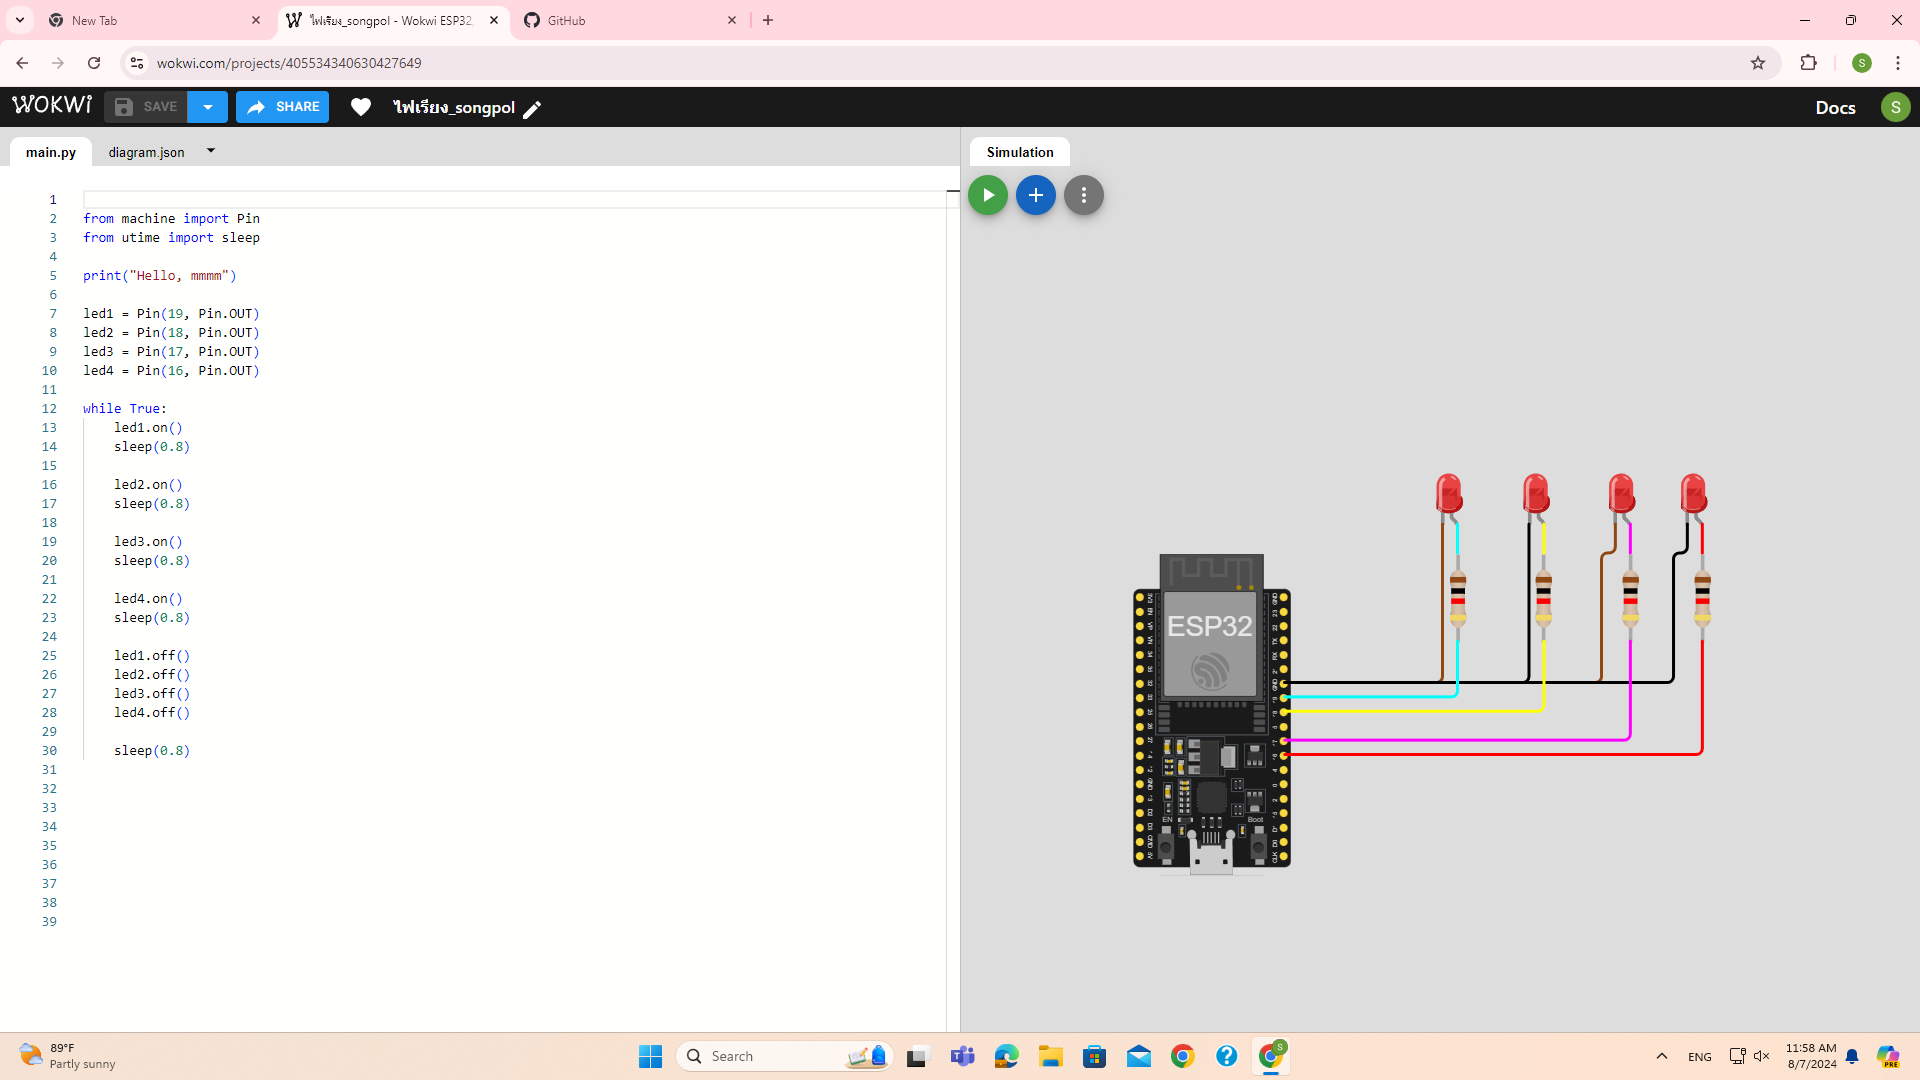 New Tab
ไฟเรียง_songpol - Wokwi ESP32,
GitHub
wokwi.com/projects/405534340630427649
S
WOKWI
SAVE
SHARE
ไฟเรียง_songpol
Docs
S
main.py
diagram.json
Simulation
1
2 from machine import Pin
3 from utime import sleep
4
5 print("Hello, mmmm")
6
7 led1 = Pin(19, Pin.OUT)
8 led2 = Pin(18, Pin.OUT)
9 led3 = Pin(17, Pin.OUT)
10 led4 = Pin(16, Pin.OUT)
11
12 while True:
13 led1.on()
14 sleep(0.8)
15
16 led2.on()
17 sleep(0.8)
18
19 led3.on()
20 sleep(0.8)
21
22 led4.on()
23 sleep(0.8)
24
25 led1.off()
26 led2.off()
27 led3.off()
28 led4.off()
29
30 sleep(0.8)
31
32
33
34
35
36
37
38
39
ESP32
EN
Boot
89°F
Partly sunny
Search
S
ENG
11:58 AM
8/7/2024
PRE